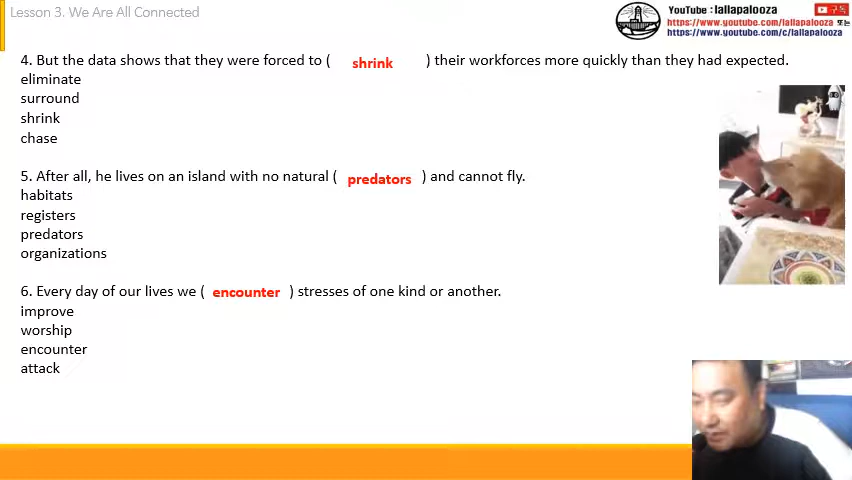 Lesson 3. We Are All Connected
YouTube : lallapalooza
구독
https://www.youtube.com/lallapalooza 또는
https://www.youtube.com/c/lallapalooza
4. But the data shows that they were forced to ( shrink ) their workforces more quickly than they had expected.
eliminate
surround
shrink
chase
5. After all, he lives on an island with no natural ( predators ) and cannot fly.
habitats
registers
predators
organizations
6. Every day of our lives we ( encounter ) stresses of one kind or another.
improve
worship
encounter
attack